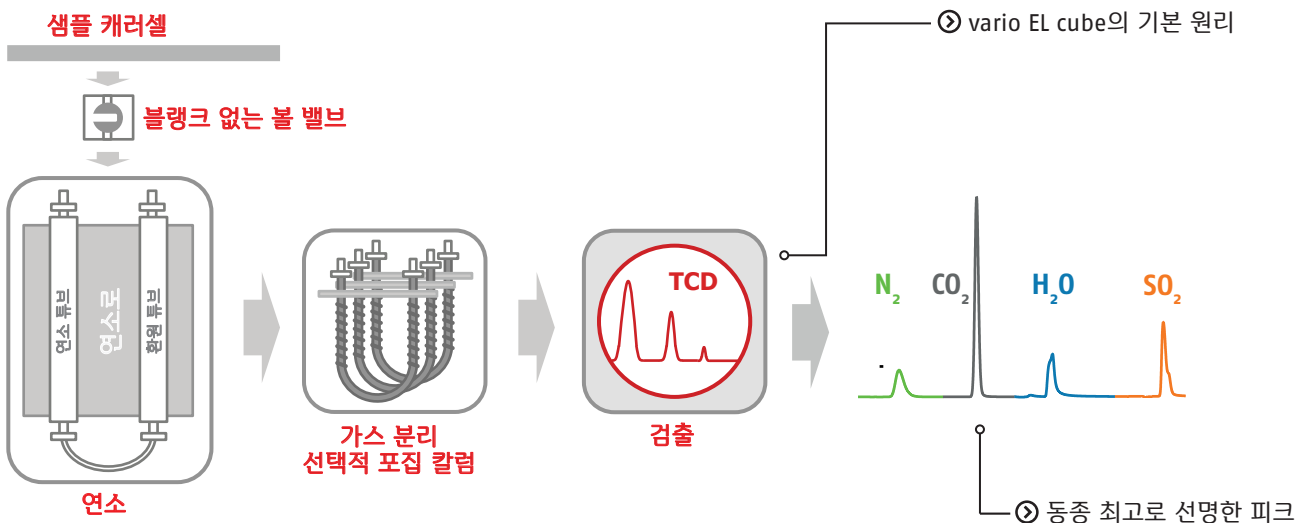 샘플 캐러셀
vario EL cube의 기본 원리
블랭크 없는 볼 밸브
연소 튜브
연소로
환원 튜브
TCD
N₂
CO₂
H₂O
SO₂
가스 분리
선택적 포집 칼럼
검출
연소
동종 최고로 선명한 피크